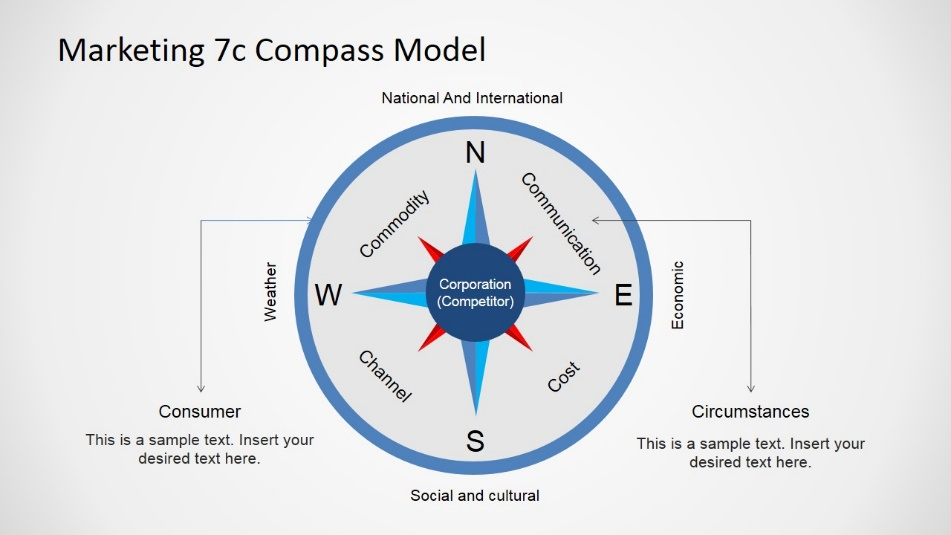 Marketing 7c Compass Model
National And International
N
Commodity
Communication
Weather
W
Corporation
(Competitor)
E
Economic
Channel
Cost
S
Consumer
This is a sample text. Insert your
desired text here.
Circumstances
This is a sample text. Insert your
desired text here.
Social and cultural